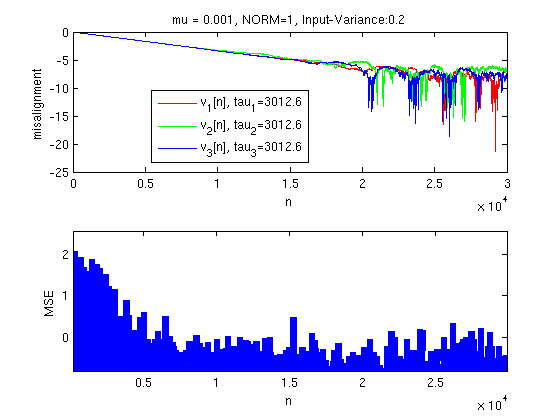 mu = 0.001, NORM=1, Input-Variance:0.2
misalignment
0
-5
-10
-15
-20
-25
v1[n], tau1=3012.6
v2[n], tau2=3012.6
v3[n], tau3=3012.6
0 0.5 1 1.5 2 2.5 3
n
× 10^4
MSE
2
1
0
0.5 1 1.5 2 2.5 3
n
× 10^4